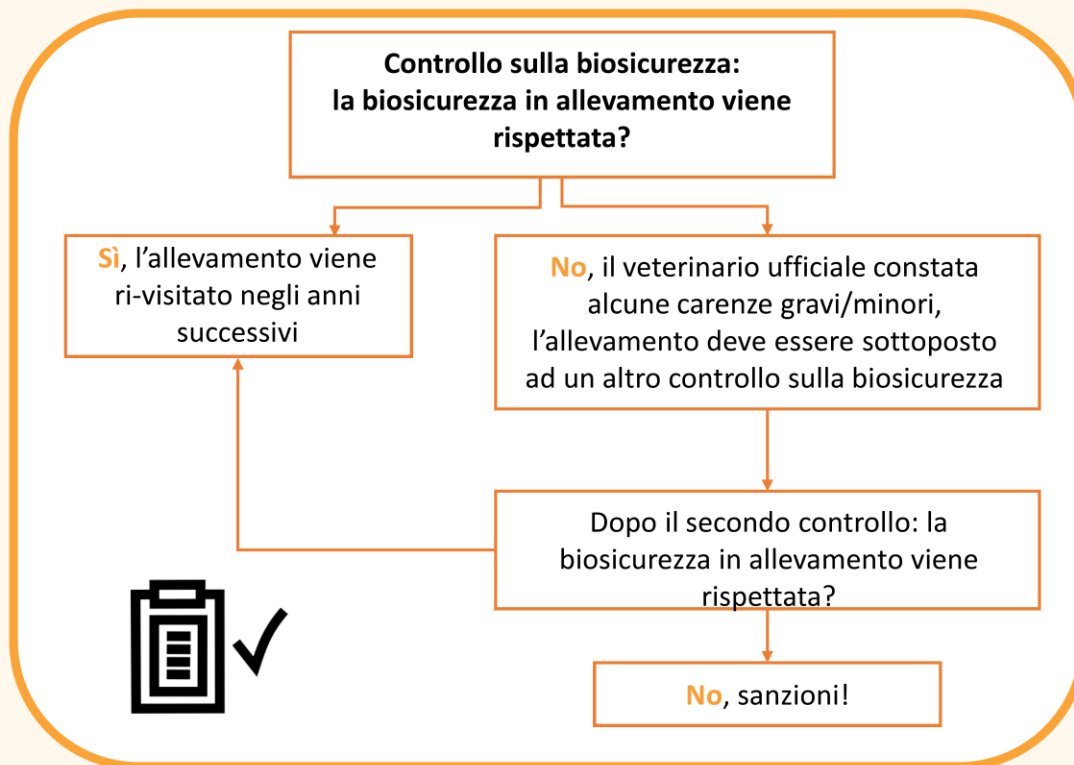 Controllo sulla biosicurezza:
la biosicurezza in allevamento viene
rispettata?
Sì, l’allevamento viene
ri-visitato negli anni
successivi
No, il veterinario ufficiale constata
alcune carenze gravi/minori,
l’allevamento deve essere sottoposto
ad un altro controllo sulla biosicurezza
Dopo il secondo controllo: la
biosicurezza in allevamento viene
rispettata?
No, sanzioni!